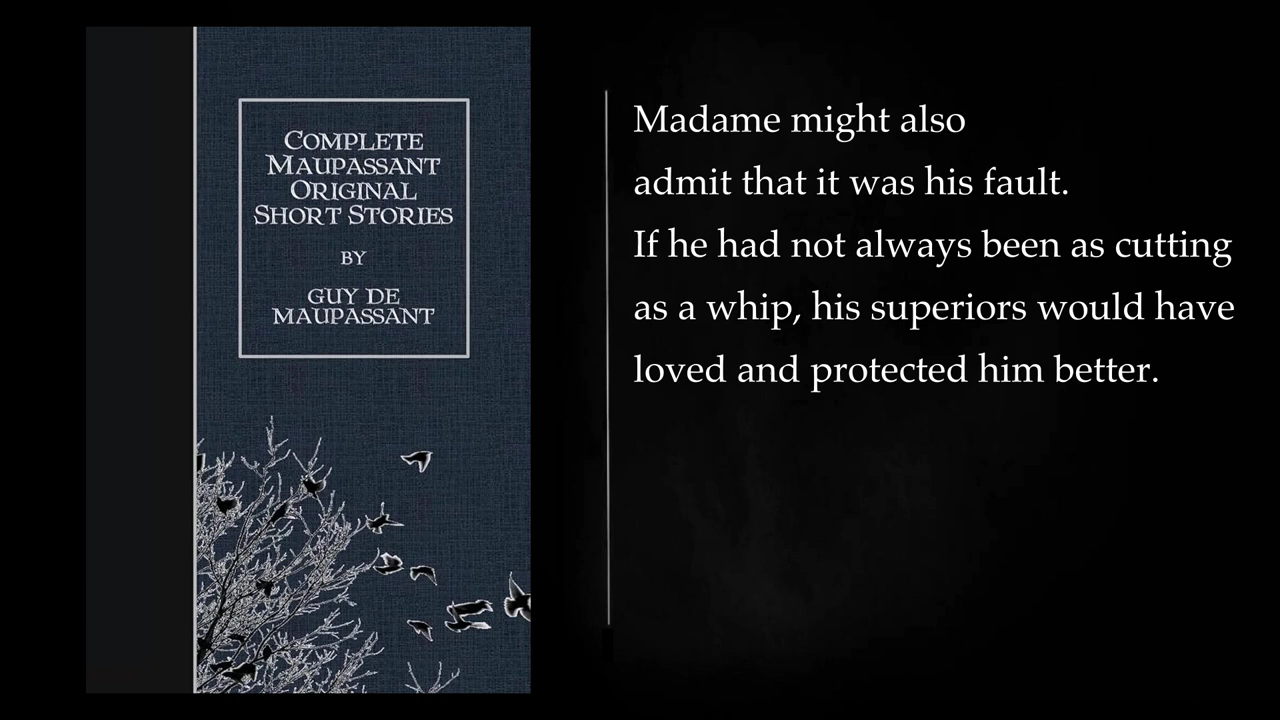 COMPLETE
MAUPASSANT
ORIGINAL
SHORT STORIES
BY
GUY DE
MAUPASSANT
Madame might also
admit that it was his fault.
If he had not always been as cutting
as a whip, his superiors would have
loved and protected him better.